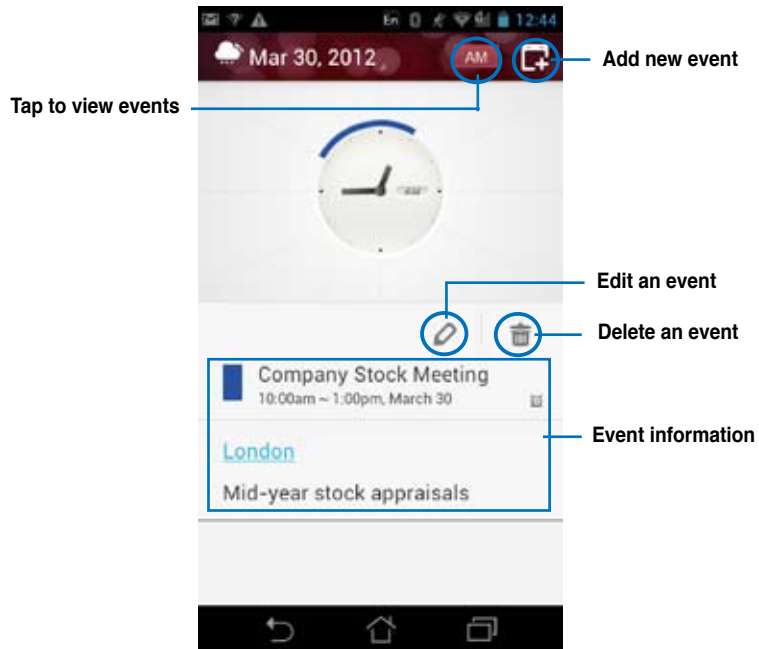 En 12:44
Mar 30, 2012 AM
Add new event
Tap to view events
Edit an event
Delete an event
Company Stock Meeting
10:00am ~ 1:00pm, March 30
Event information
London
Mid-year stock appraisals